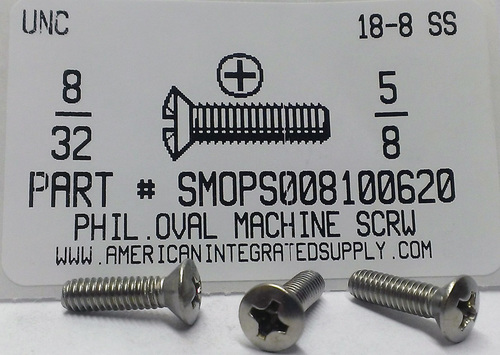 UNC 18-8 SS
8/32 5/8
PART # SMOPS008100620
PHIL.OVAL MACHINE SCRW
WWW.AMERICANINTEGRATEDSUPPLY.COM